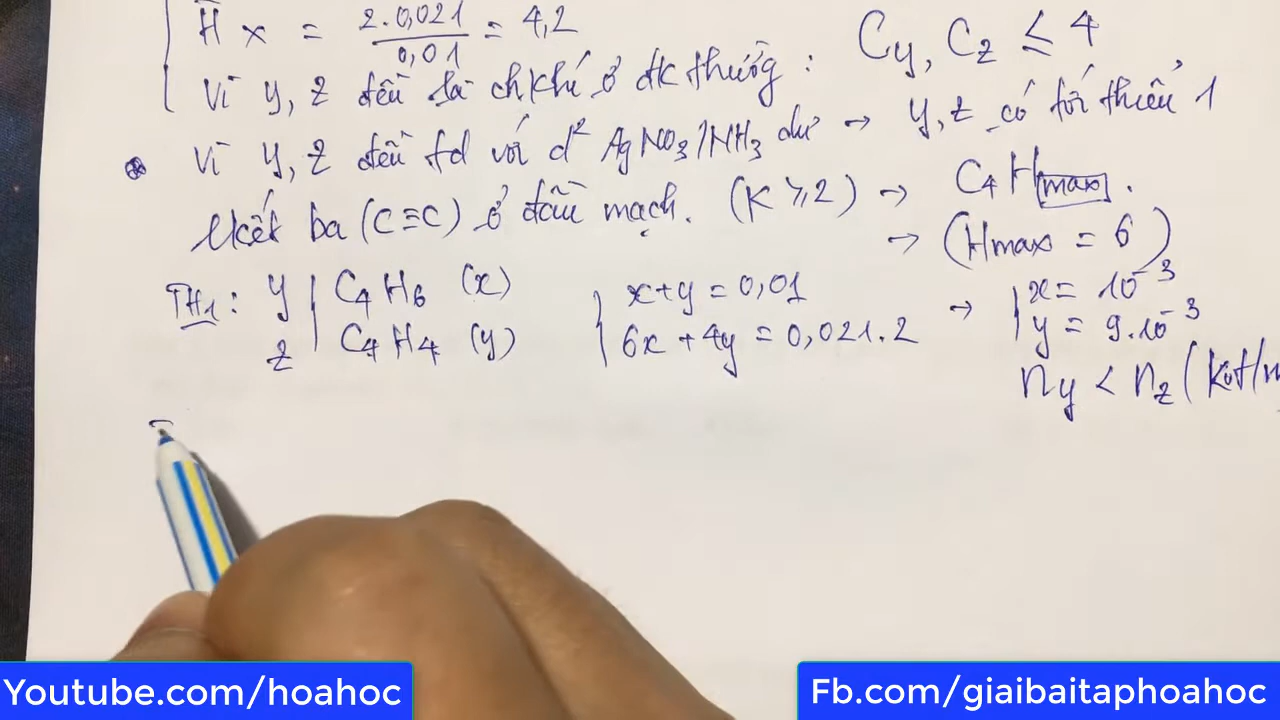 H̄ x = 2.0,021 / 0,01 = 4,2
Vì y, z đều là ch.khí ở đk thường : Cy, Cz ≤ 4
Vì y, z đều td với d² AgNO3/NH3 dư → y, z có tối thiểu 1
lkết ba (C≡C) ở đầu mạch. (K ≥ 2) → C4Hmax.
→ (Hmax = 6)
TH1 : y C4H6 (x) x+y = 0,01 → x = 10⁻³
z C4H4 (y) 6x + 4y = 0,021.2 y = 9.10⁻³
ny < nz
Youtube.com/hoahoc
Fb.com/giaibaitaphoahoc